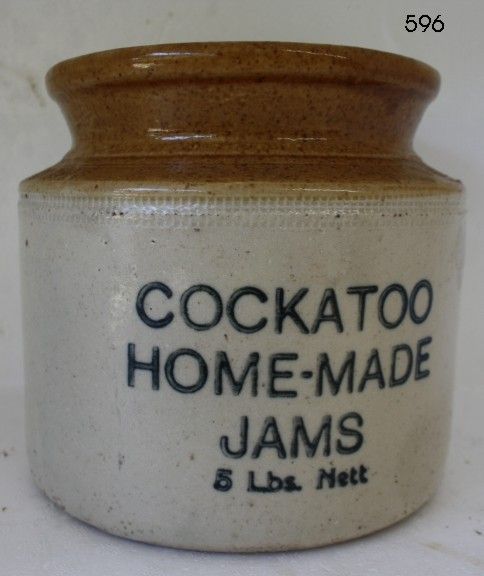 596
COCKATOO
HOME-MADE
JAMS
5 Lbs. Nett